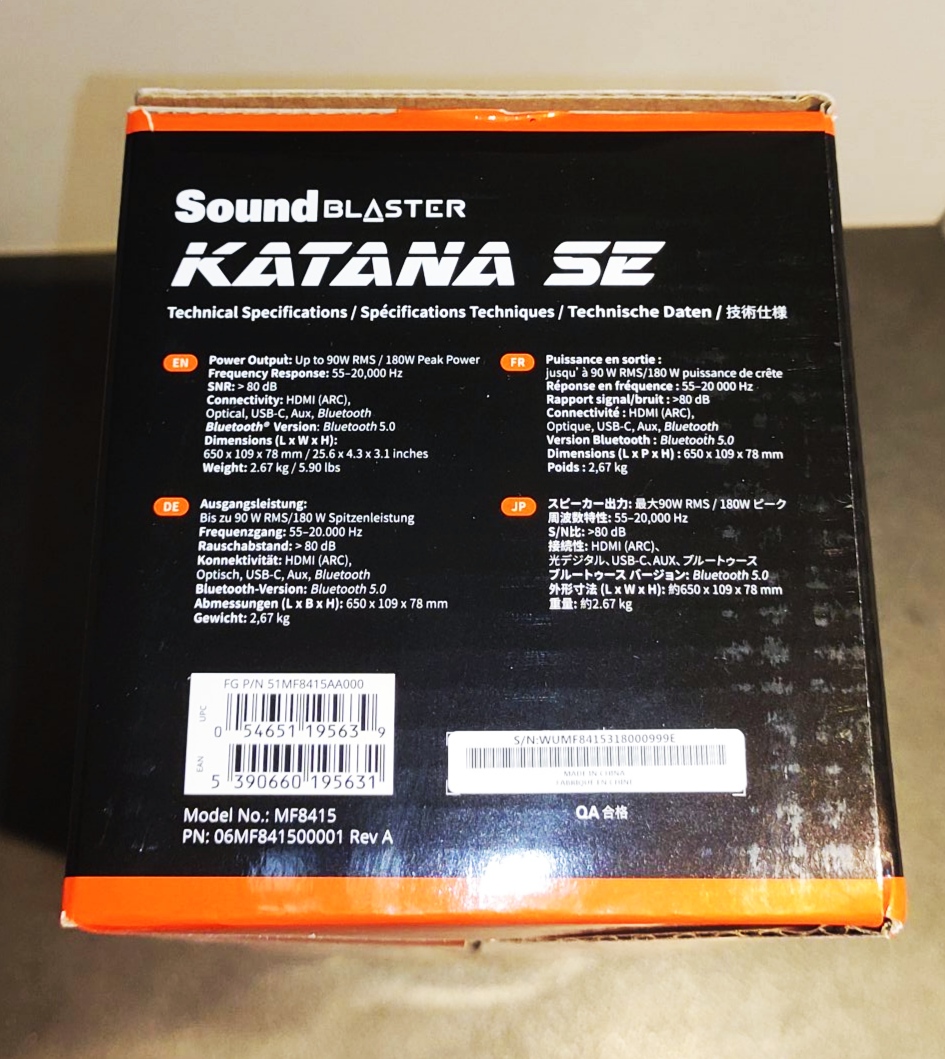 Sound BLASTER
KATANA SE
Technical Specifications / Spécifications Techniques / Technische Daten / 技術仕様
EN
Power Output: Up to 90W RMS / 180W Peak Power
Frequency Response: 55–20,000 Hz
SNR: > 80 dB
Connectivity: HDMI (ARC),
Optical, USB-C, Aux, Bluetooth
Bluetooth® Version: Bluetooth 5.0
Dimensions (L x W x H):
650 x 109 x 78 mm / 25.6 x 4.3 x 3.1 inches
Weight: 2.67 kg / 5.90 lbs
FR
Puissance en sortie :
jusqu' à 90 W RMS/180 W puissance de crête
Réponse en fréquence : 55–20 000 Hz
Rapport signal/bruit : >80 dB
Connectivité : HDMI (ARC),
Optique, USB-C, Aux, Bluetooth
Version Bluetooth : Bluetooth 5.0
Dimensions (L x P x H) : 650 x 109 x 78 mm
Poids : 2,67 kg
DE
Ausgangsleistung:
Bis zu 90 W RMS/180 W Spitzenleistung
Frequenzgang: 55–20.000 Hz
Rauschabstand: > 80 dB
Konnektivität: HDMI (ARC),
Optisch, USB-C, Aux, Bluetooth
Bluetooth-Version: Bluetooth 5.0
Abmessungen (L x B x H): 650 x 109 x 78 mm
Gewicht: 2,67 kg
JP
スピーカー出力: 最大90W RMS / 180W ピーク
周波数特性: 55–20,000 Hz
S/N比: >80 dB
接続性: HDMI (ARC)、
光デジタル、USB-C、AUX、ブルートゥース
ブルートゥース バージョン: Bluetooth 5.0
外形寸法 (L x W x H): 約650 x 109 x 78 mm
重量: 約2.67 kg
FG P/N 51MF8415AA000
UPC
0 54651 19563 9
EAN
5 390660 195631
S/N:WUMF8415318000999E
MADE IN CHINA
FABRIQUE EN CHINE
Model No.: MF8415
PN: 06MF841500001 Rev A
QA 合格